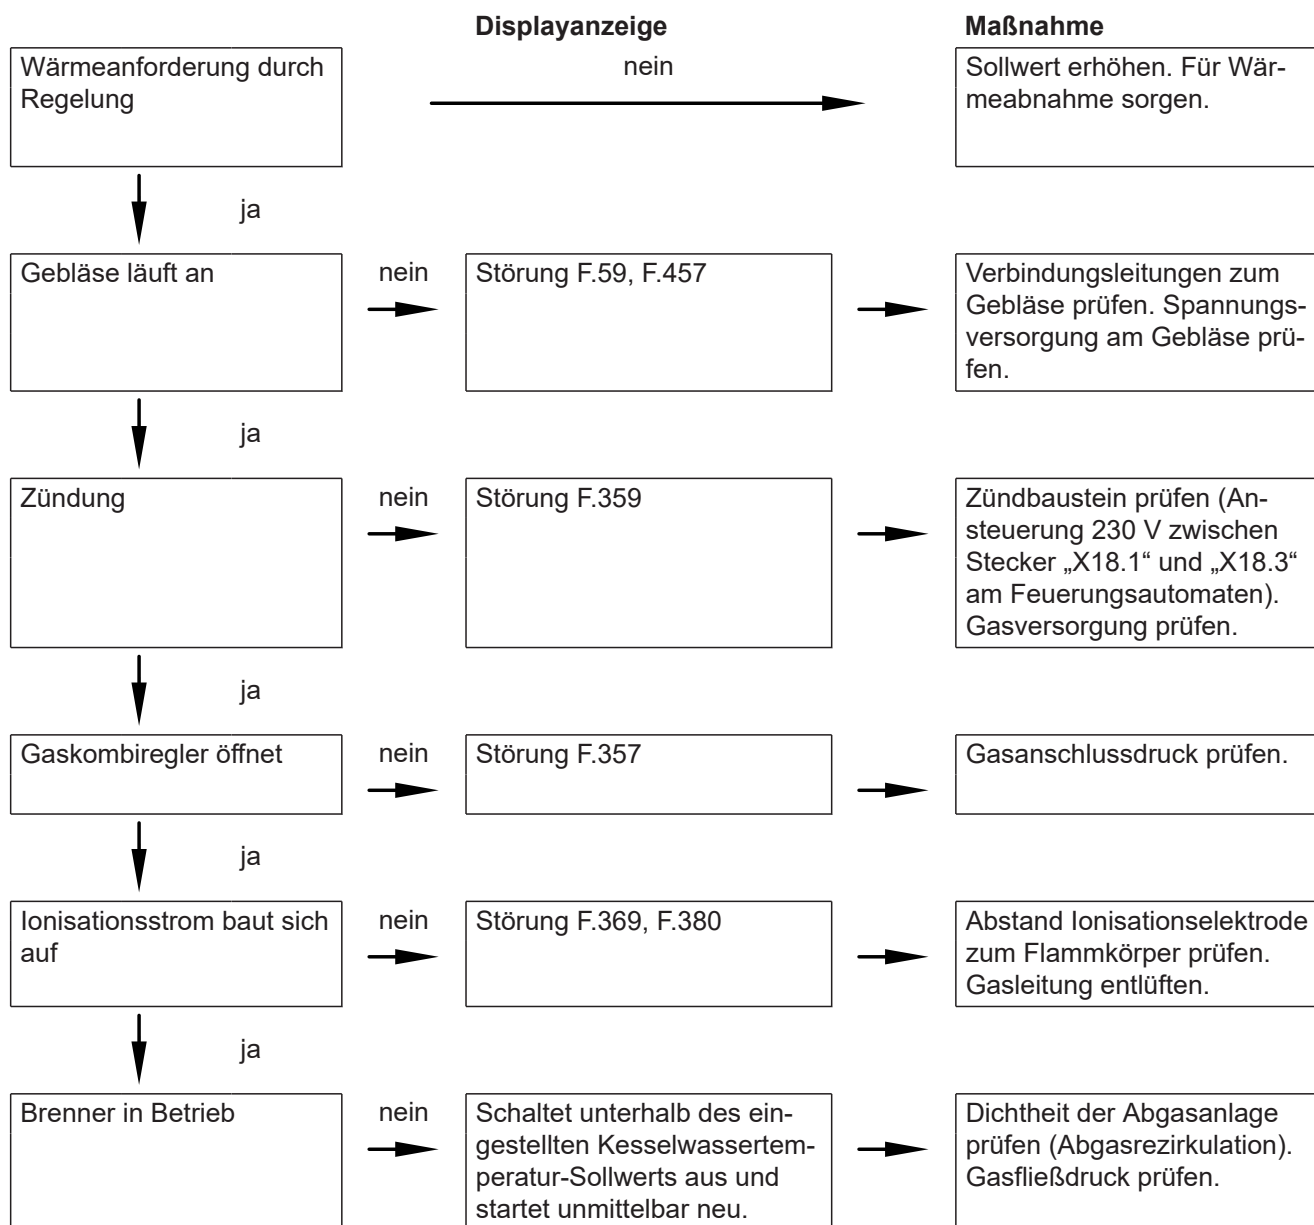 Displayanzeige
Maßnahme
Wärmeanforderung durch
Regelung
nein
Sollwert erhöhen. Für Wär-
meabnahme sorgen.
ja
Gebläse läuft an
nein
Störung F.59, F.457
Verbindungsleitungen zum
Gebläse prüfen. Spannungs-
versorgung am Gebläse prü-
fen.
ja
Zündung
nein
Störung F.359
Zündbaustein prüfen (An-
steuerung 230 V zwischen
Stecker „X18.1“ und „X18.3“
am Feuerungsautomaten).
Gasversorgung prüfen.
ja
Gaskombiregler öffnet
nein
Störung F.357
Gasanschlussdruck prüfen.
ja
Ionisationsstrom baut sich
auf
nein
Störung F.369, F.380
Abstand Ionisationselektrode
zum Flammkörper prüfen.
Gasleitung entlüften.
ja
Brenner in Betrieb
nein
Schaltet unterhalb des ein-
gestellten Kesselwassertem-
peratur-Sollwerts aus und
startet unmittelbar neu.
Dichtheit der Abgasanlage
prüfen (Abgasrezirkulation).
Gasfließdruck prüfen.